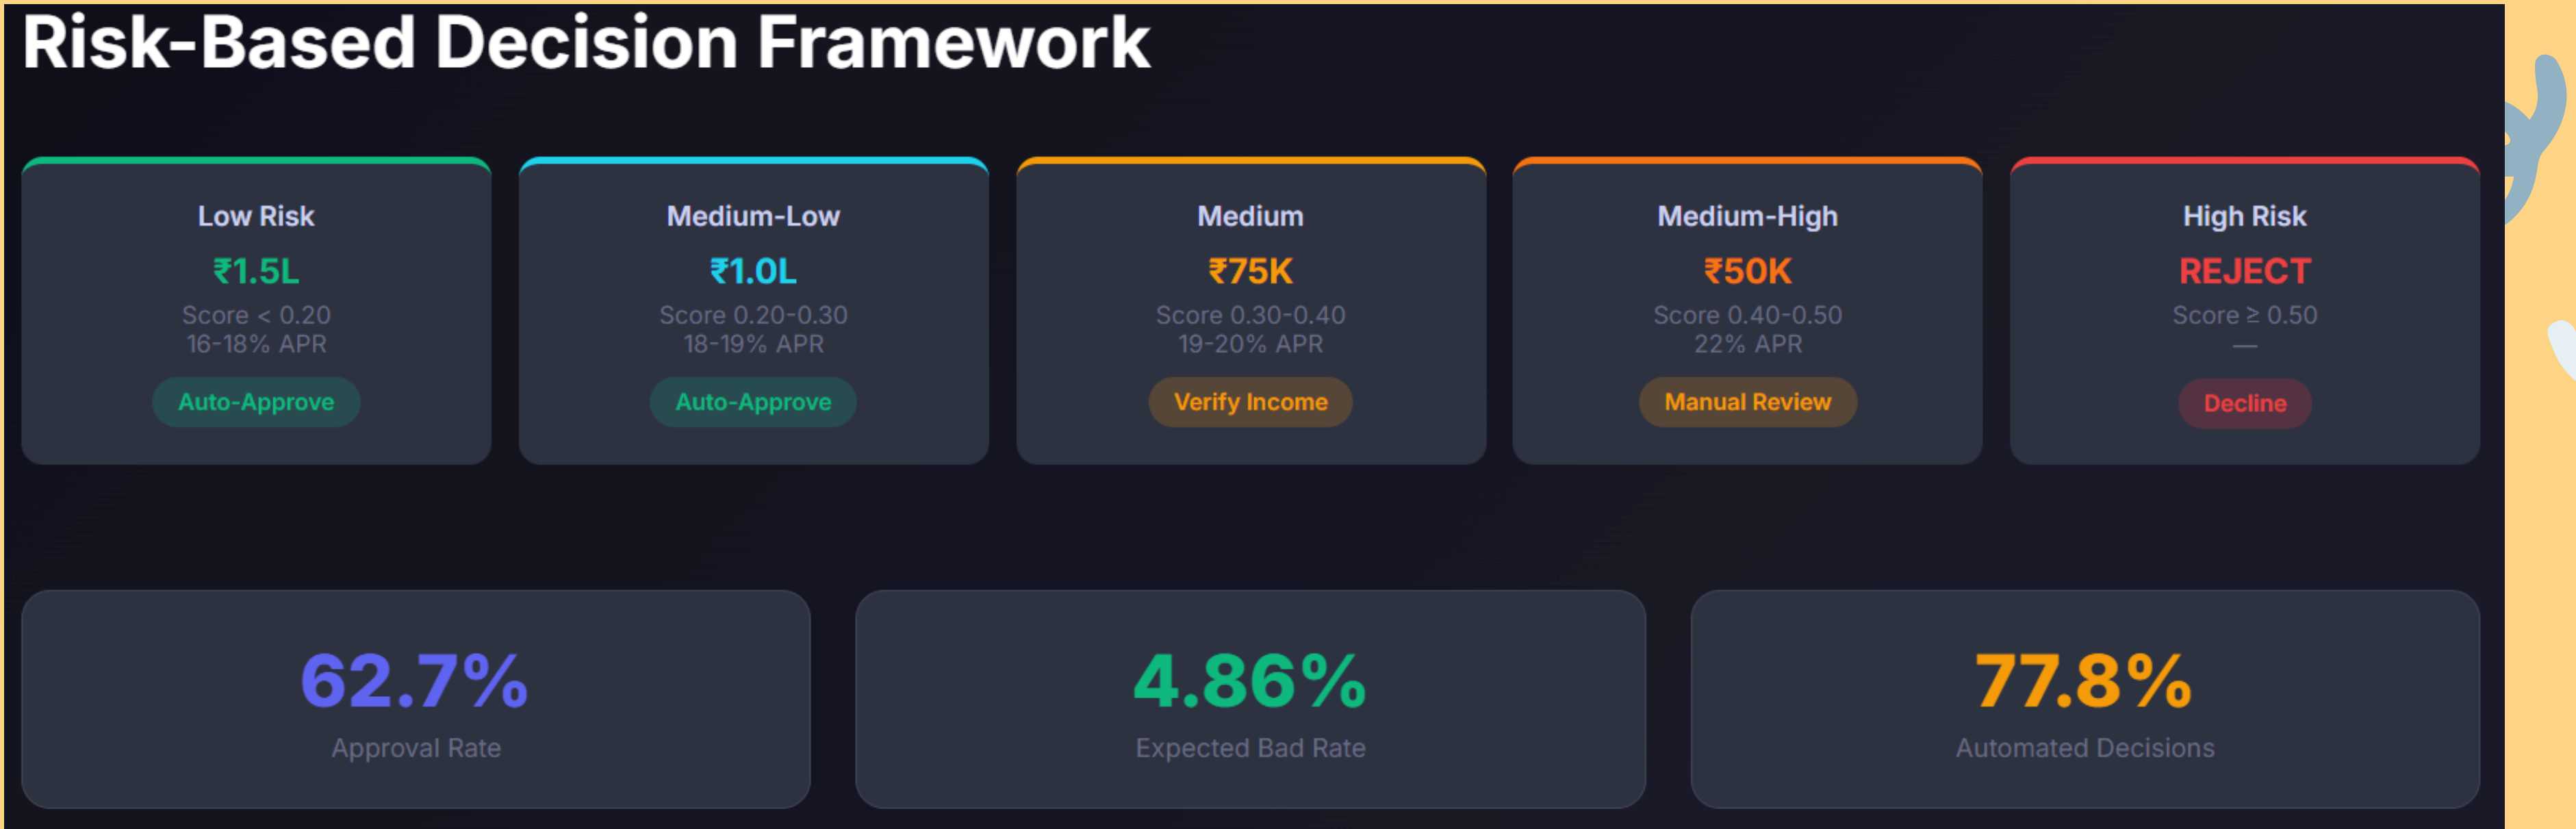 Risk-Based Decision Framework
Low Risk
₹1.5L
Score < 0.20
16-18% APR
Auto-Approve
Medium-Low
₹1.0L
Score 0.20-0.30
18-19% APR
Auto-Approve
Medium
₹75K
Score 0.30-0.40
19-20% APR
Verify Income
Medium-High
₹50K
Score 0.40-0.50
22% APR
Manual Review
High Risk
REJECT
Score ≥ 0.50
—
Decline
62.7%
Approval Rate
4.86%
Expected Bad Rate
77.8%
Automated Decisions